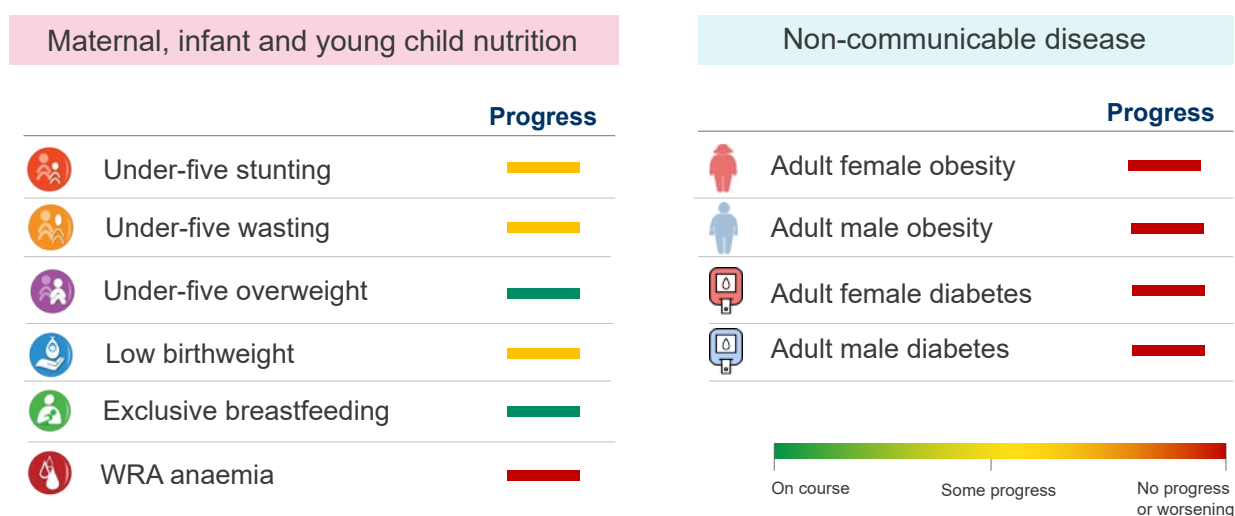 Maternal, infant and young child nutrition
Progress
Under-five stunting
Under-five wasting
Under-five overweight
Low birthweight
Exclusive breastfeeding
WRA anaemia
Non-communicable disease
Progress
Adult female obesity
Adult male obesity
Adult female diabetes
Adult male diabetes
On course
Some progress
No progress
or worsening